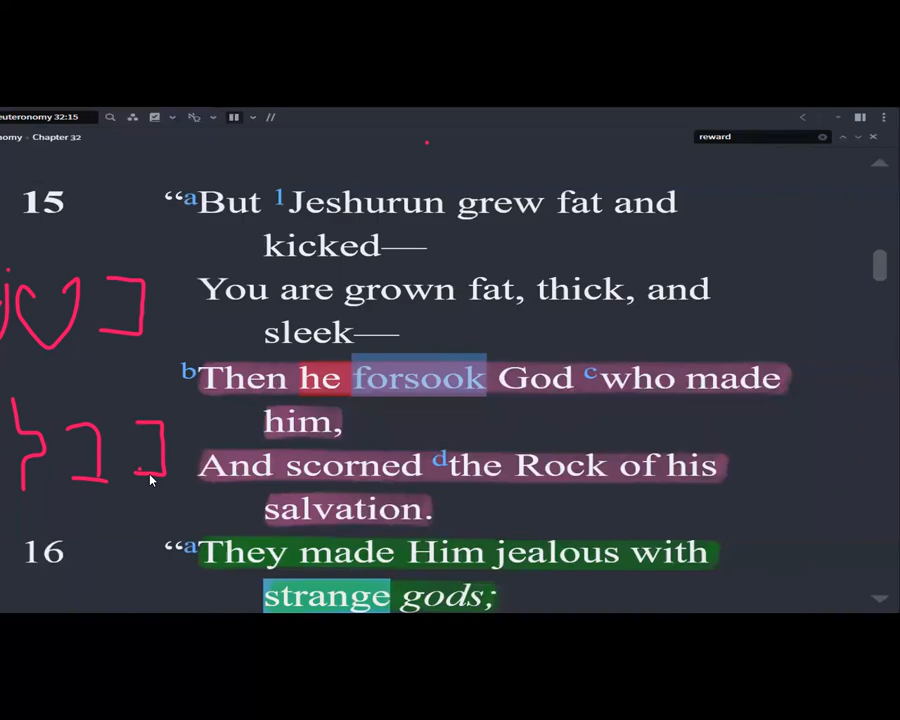 euteronomy 32:15
//
nomy · Chapter 32
reward
15 “aBut 1Jeshurun grew fat and
kicked—
You are grown fat, thick, and
sleek—
bThen he forsook God cwho made
him,
And scorned dthe Rock of his
salvation.
16 “aThey made Him jealous with
strange gods;